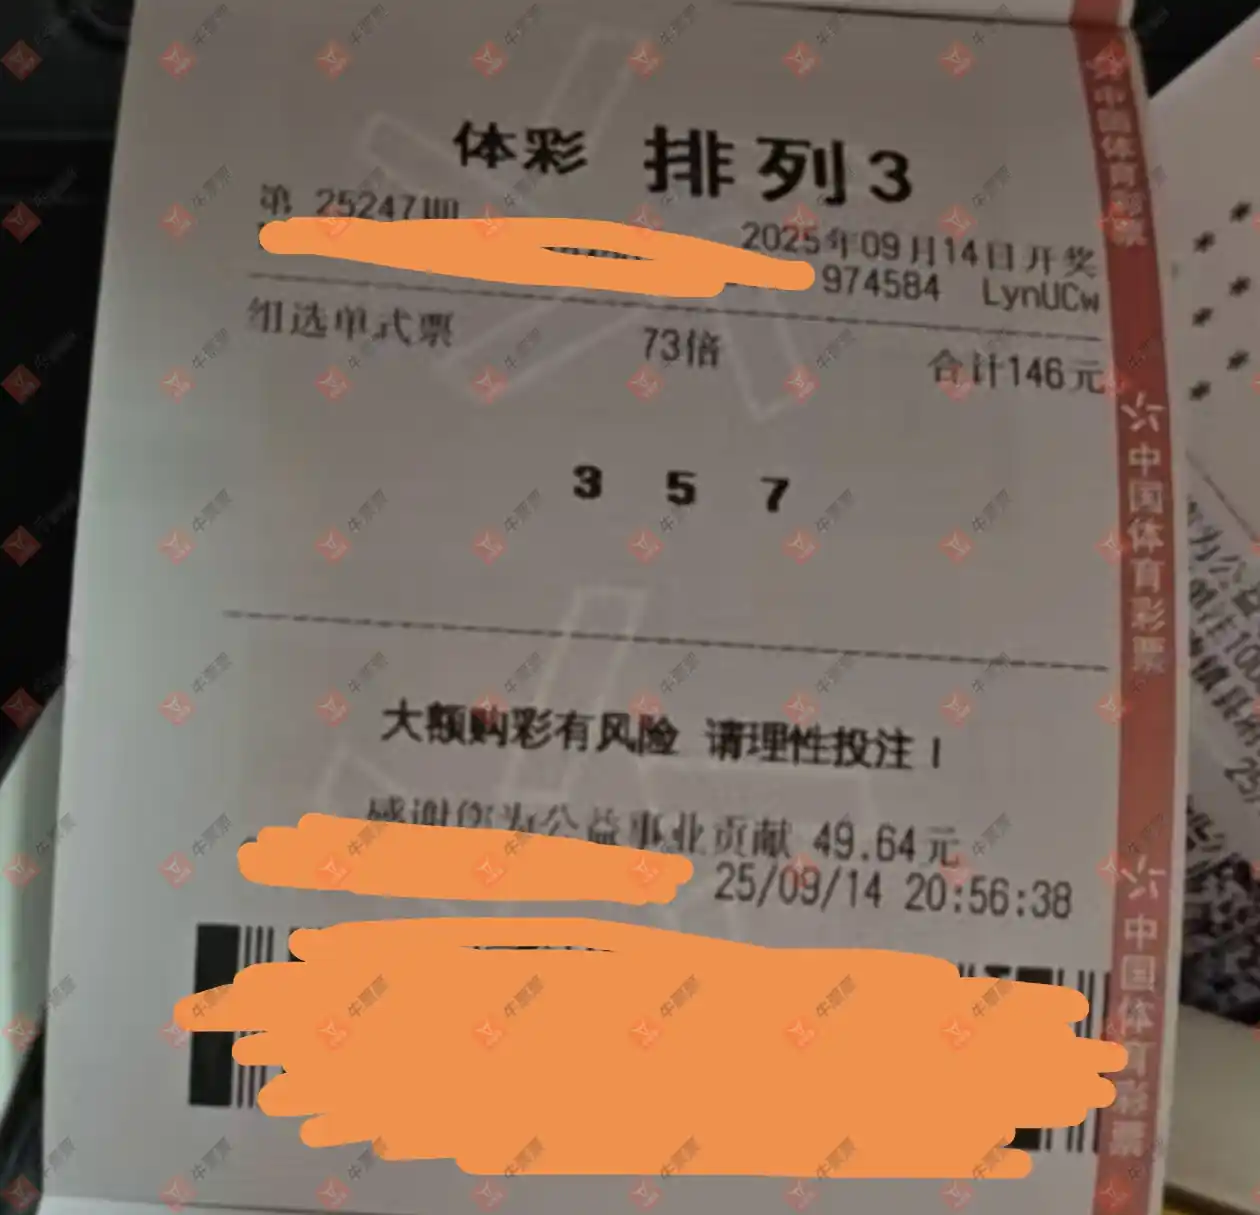 体彩 排列3
第 25247期
2025年09月14日开奖
974584 LynUCw
组选单式票 73倍 合计146元
3 5 7
大额购彩有风险 请理性投注!
感谢您为公益事业贡献 49.64元
25/09/14 20:56:38
中国体育彩票
中国体育彩票
中国体育彩票
牛票票